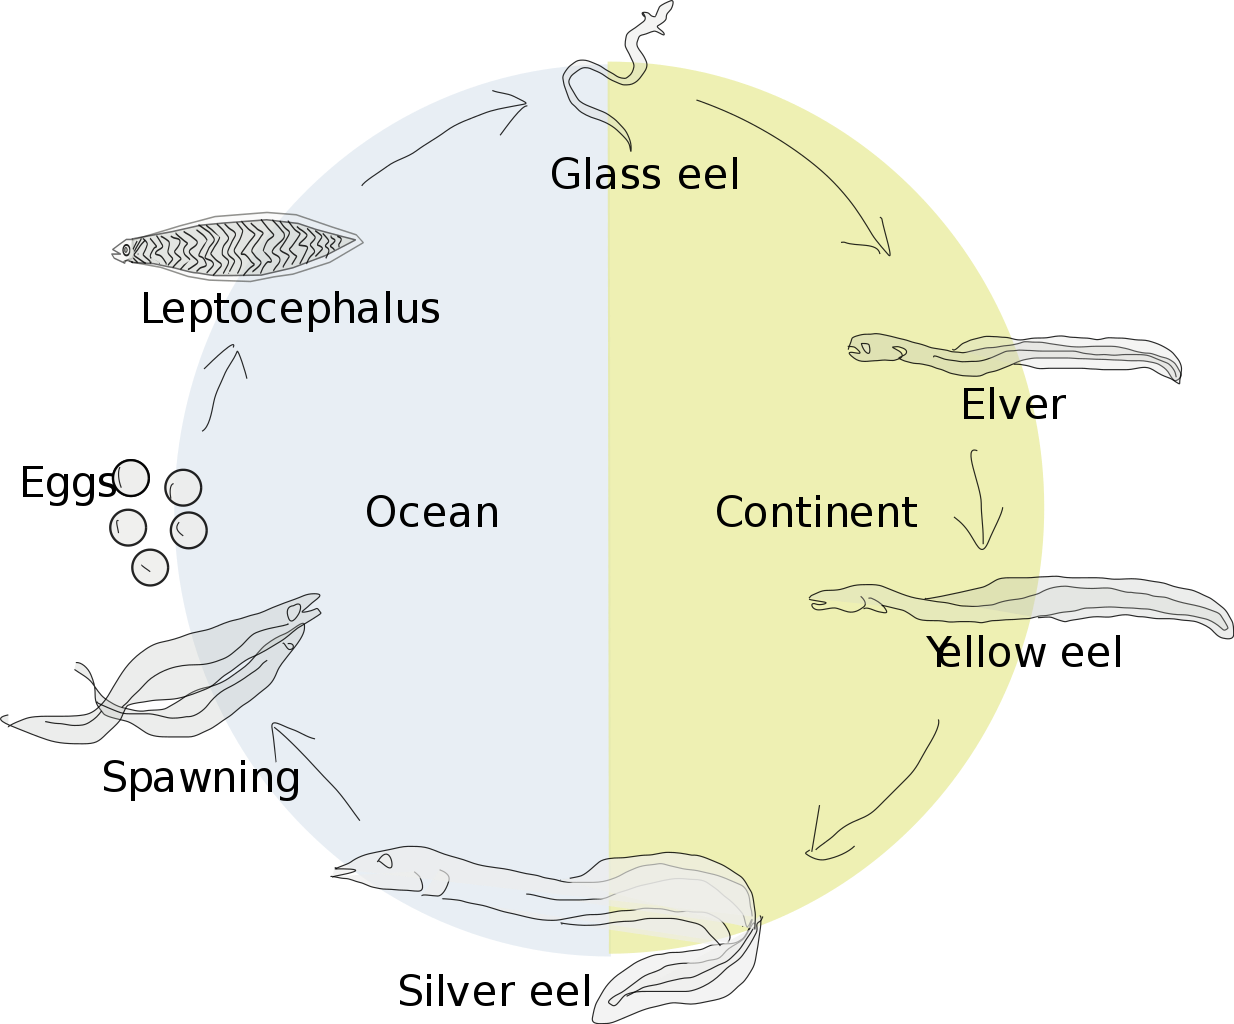 Glass eel
Leptocephalus
Elver
Eggs
Ocean
Continent
Yellow eel
Spawning
Silver eel